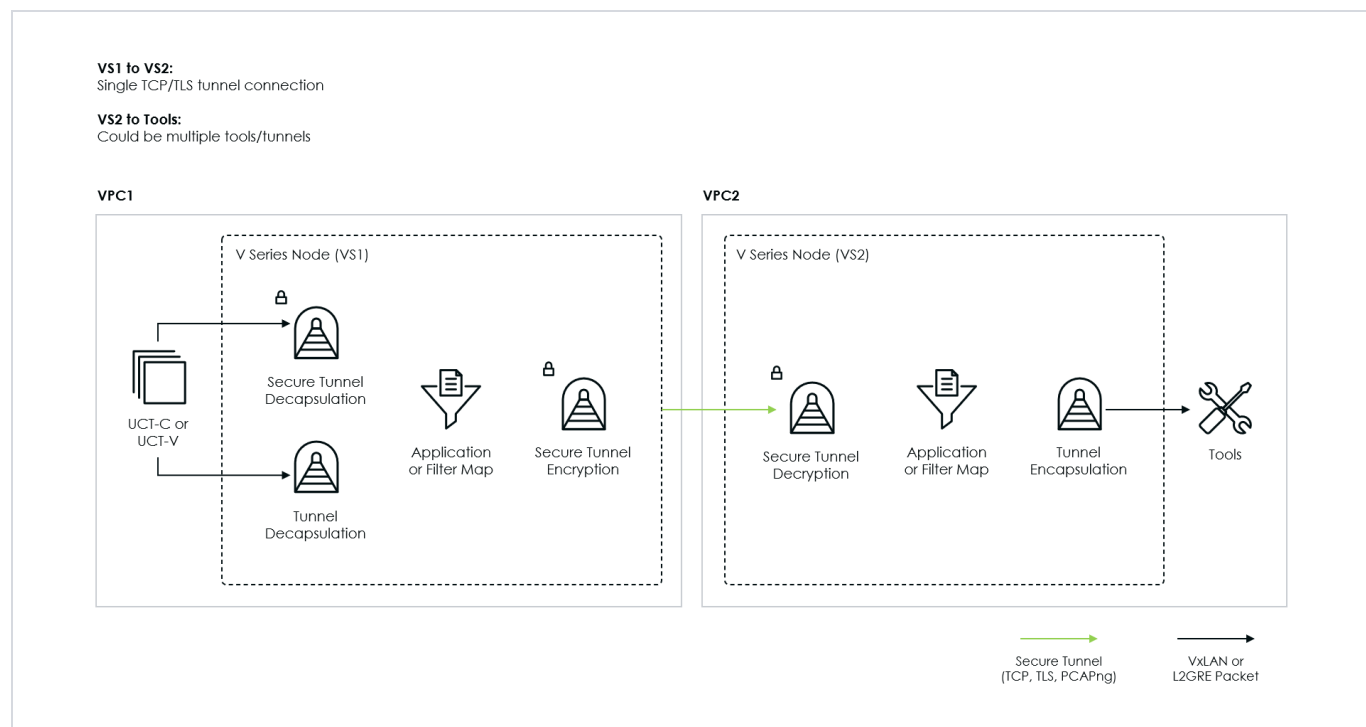 VS1 to VS2:
Single TCP/TLS tunnel connection
VS2 to Tools:
Could be multiple tools/tunnels
VPC1
V Series Node (VS1)
UCT-C or
UCT-V
Secure Tunnel
Decapsulation
Tunnel
Decapsulation
Application
or Filter Map
Secure Tunnel
Encryption
VPC2
V Series Node (VS2)
Secure Tunnel
Decryption
Application
or Filter Map
Tunnel
Encapsulation
Tools
Secure Tunnel
(TCP, TLS, PCAPng)
VxLAN or
L2GRE Packet